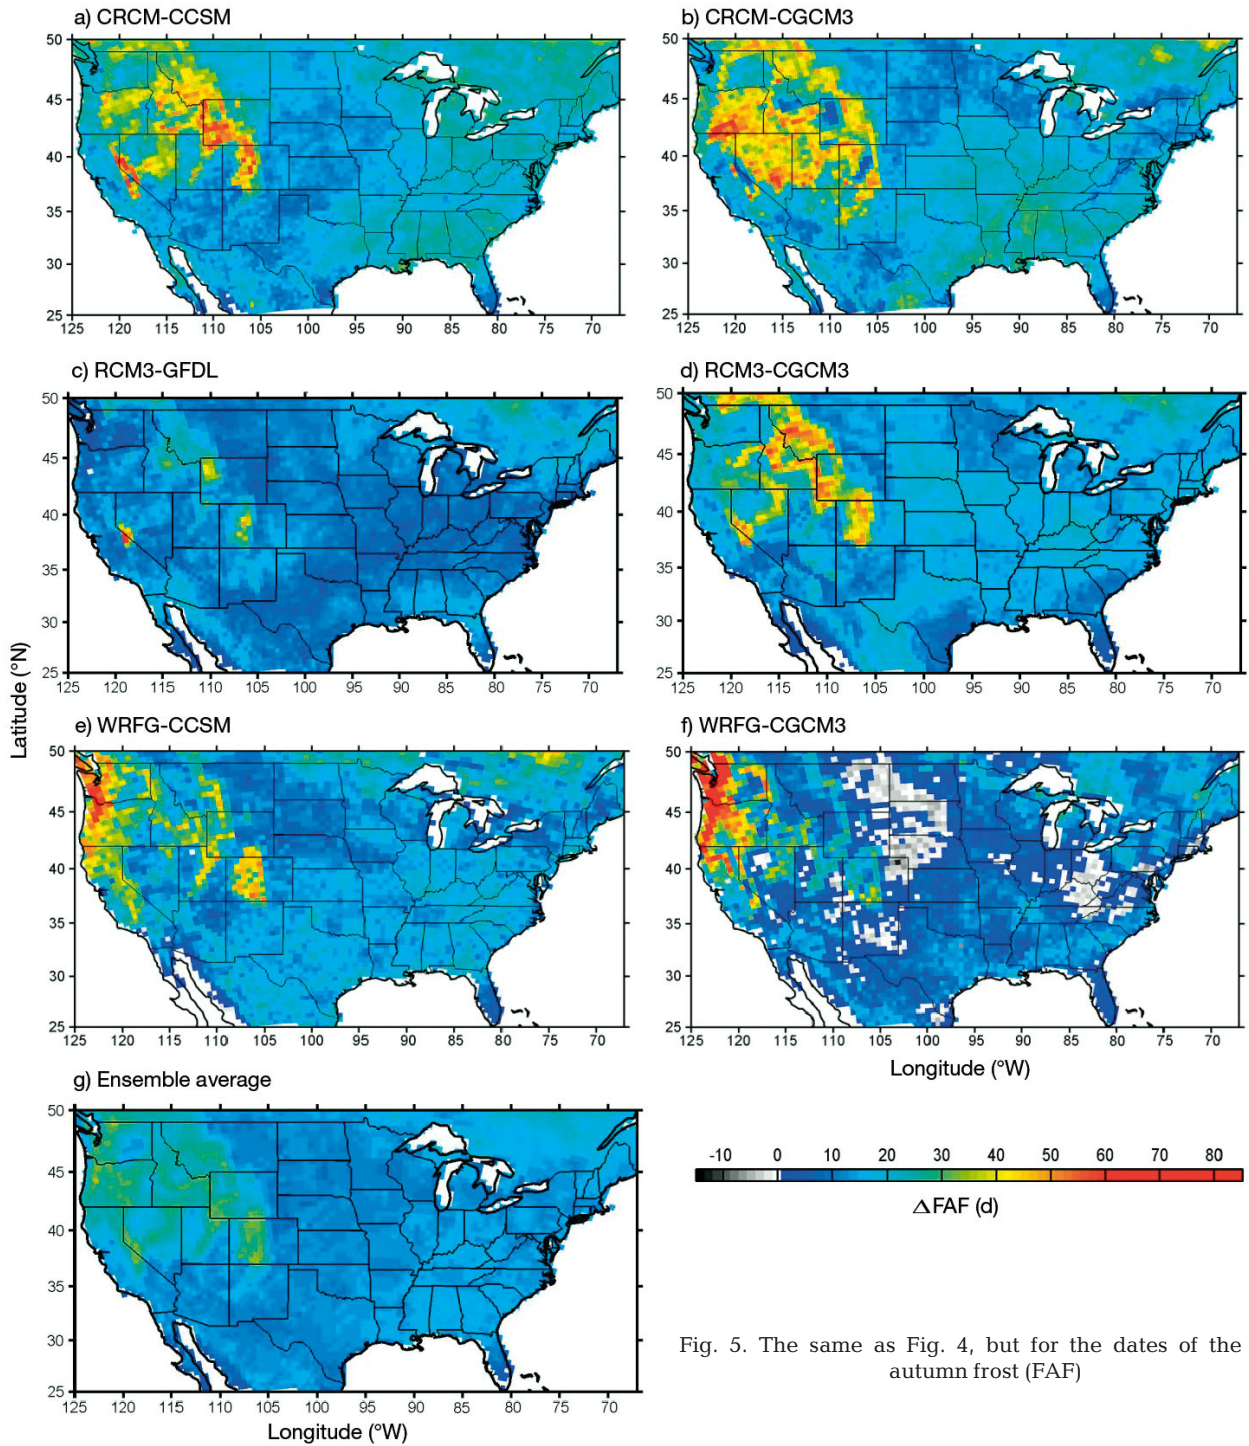 a) CRCM-CCSM
b) CRCM-CGCM3
50
45
40
35
30
25
125 120 115 110 105 100 95 90 85 80 75 70
50
45
40
35
30
25
125 120 115 110 105 100 95 90 85 80 75 70
c) RCM3-GFDL
d) RCM3-CGCM3
50
45
40
35
30
25
125 120 115 110 105 100 95 90 85 80 75 70
50
45
40
35
30
25
125 120 115 110 105 100 95 90 85 80 75 70
Latitude (°N)
e) WRFG-CCSM
f) WRFG-CGCM3
50
45
40
35
30
25
125 120 115 110 105 100 95 90 85 80 75 70
50
45
40
35
30
25
125 120 115 110 105 100 95 90 85 80 75 70
Longitude (°W)
g) Ensemble average
50
45
40
35
30
25
125 120 115 110 105 100 95 90 85 80 75 70
Longitude (°W)
-10 0 10 20 30 40 50 60 70 80
ΔFAF (d)
Fig. 5. The same as Fig. 4, but for the dates of the
autumn frost (FAF)